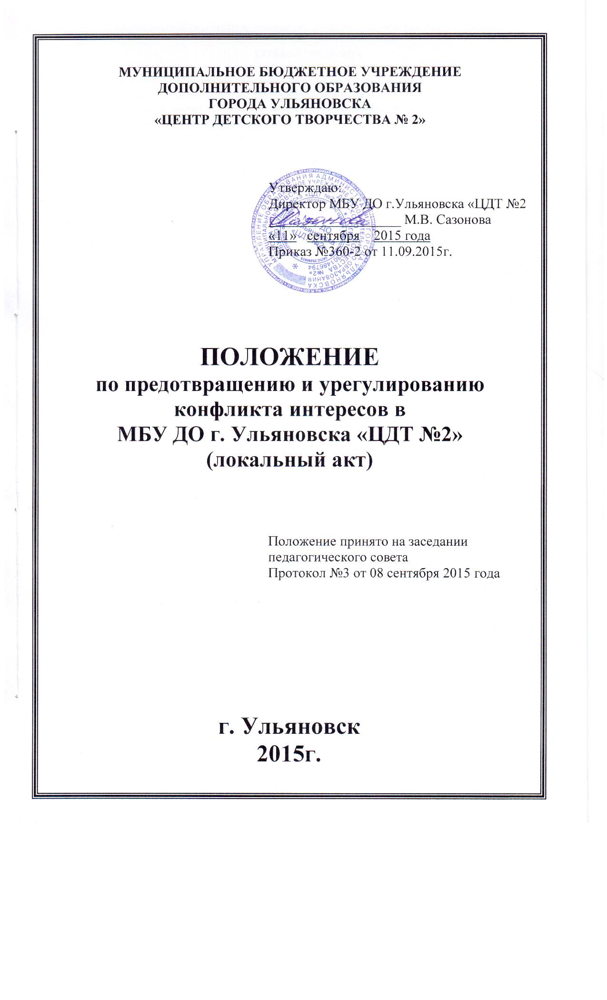 МУНИЦИПАЛЬНОЕ БЮДЖЕТНОЕ УЧРЕЖДЕНИЕ
ДОПОЛНИТЕЛЬНОГО ОБРАЗОВАНИЯ
ГОРОДА УЛЬЯНОВСКА
«ЦЕНТР ДЕТСКОГО ТВОРЧЕСТВА № 2»
Утверждаю:
Директор МБУ ДО г.Ульяновска «ЦДТ №2
М.В. Сазонова
«11» сентября 2015 года
Приказ №360-2 от 11.09.2015г.
ПОЛОЖЕНИЕ
по предотвращению и урегулированию
конфликта интересов в
МБУ ДО г. Ульяновска «ЦДТ №2»
(локальный акт)
Положение принято на заседании
педагогического совета
Протокол №3 от 08 сентября 2015 года
г. Ульяновск
2015г.